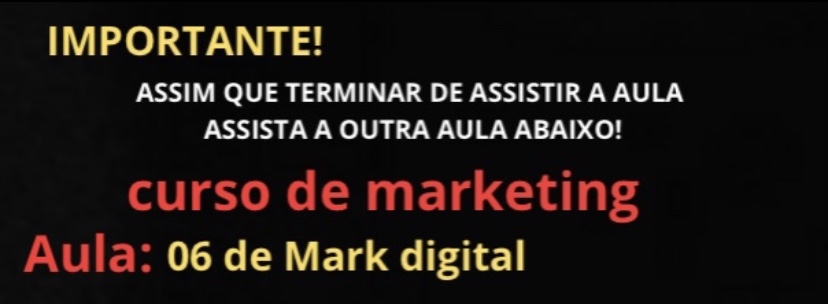 IMPORTANTE!
ASSIM QUE TERMINAR DE ASSISTIR A AULA
ASSISTA A OUTRA AULA ABAIXO!
curso de marketing
Aula: 06 de Mark digital